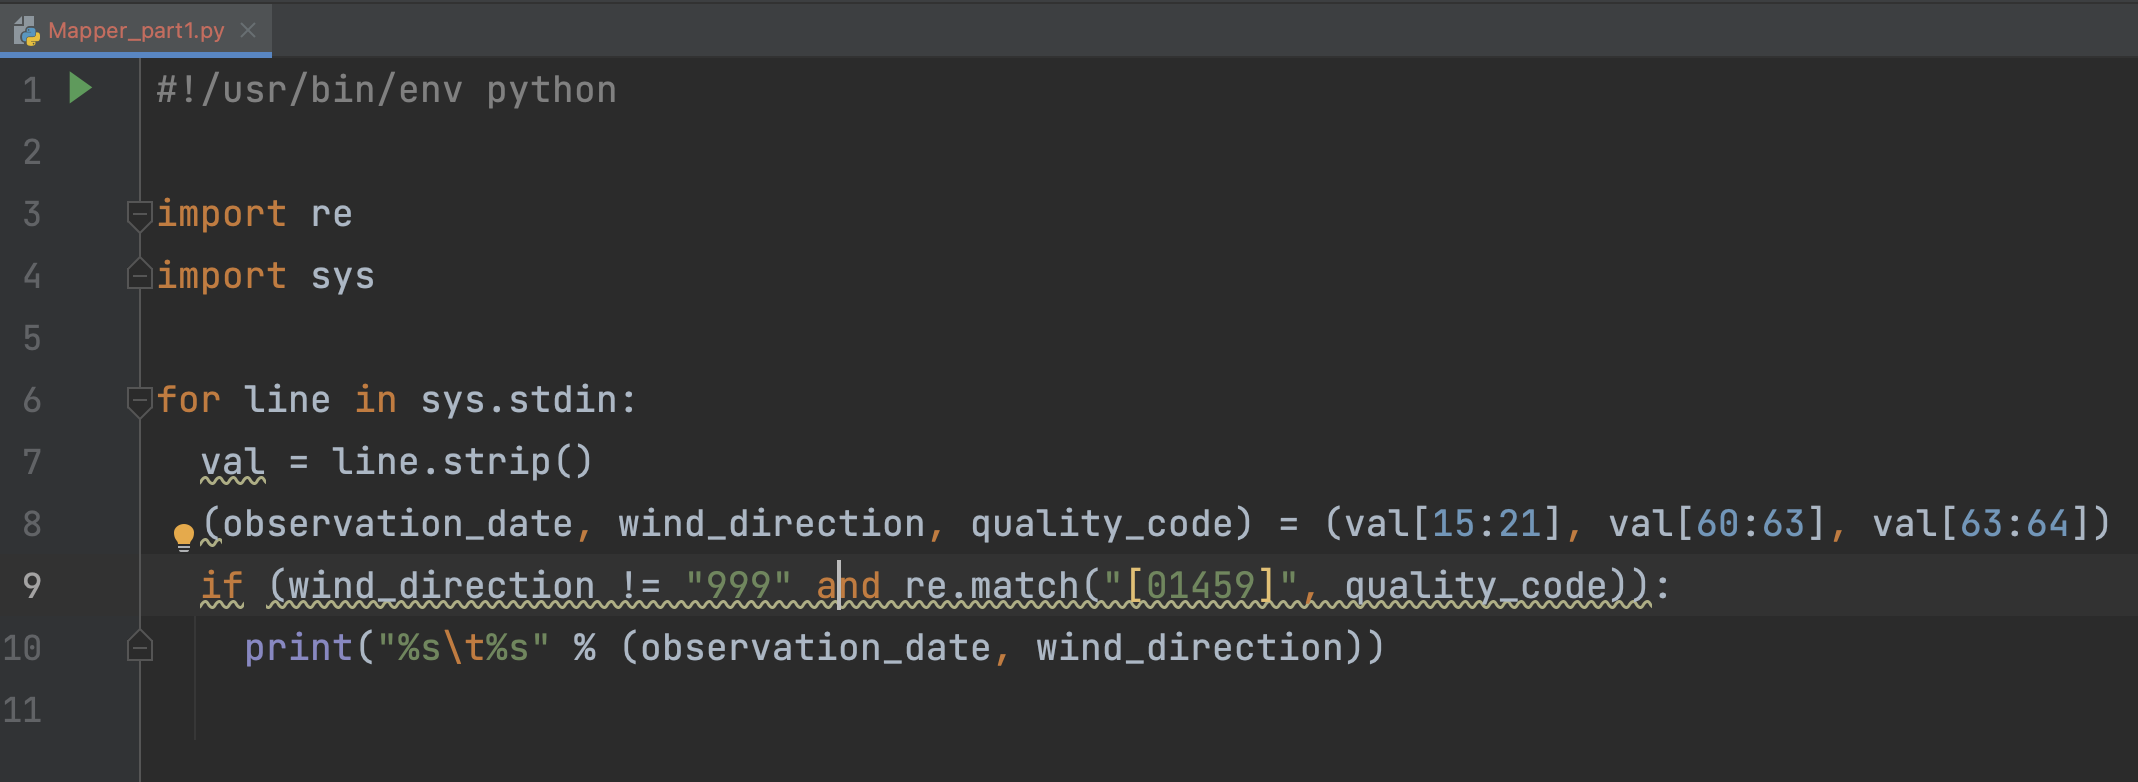 Mapper_part1.py
1 #!/usr/bin/env python
2
3 import re
4 import sys
5
6 for line in sys.stdin:
7   val = line.strip()
8   (observation_date, wind_direction, quality_code) = (val[15:21], val[60:63], val[63:64])
9   if (wind_direction != "999" and re.match("[01459]", quality_code)):
10     print("%s\t%s" % (observation_date, wind_direction))
11